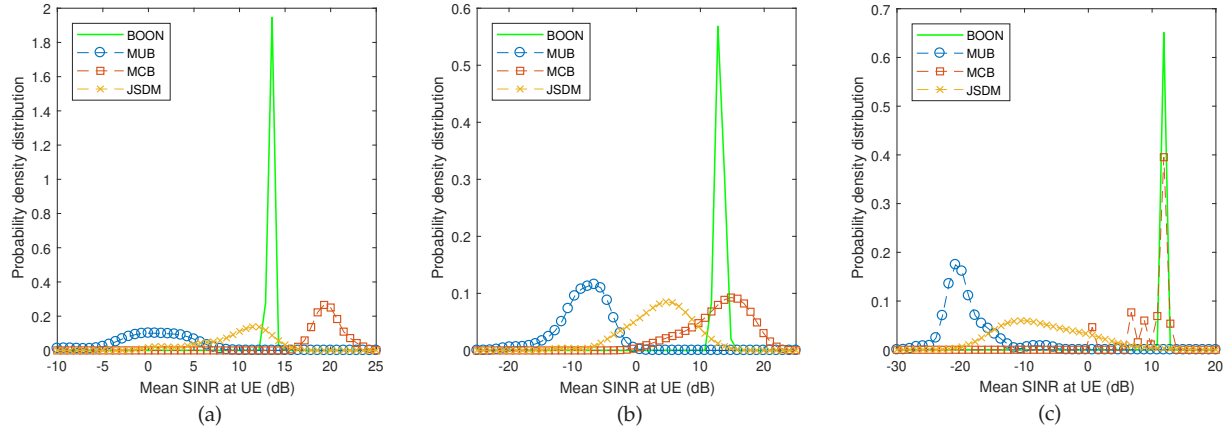 2
1.8
1.6
1.4
1.2
1
0.8
0.6
0.4
0.2
0
Probability density distribution
BOON
MUB
MCB
JSDM
-10 -5 0 5 10 15 20 25
Mean SINR at UE (dB)
(a)
0.6
0.5
0.4
0.3
0.2
0.1
0
Probability density distribution
BOON
MUB
MCB
JSDM
-20 -10 0 10 20
Mean SINR at UE (dB)
(b)
0.7
0.6
0.5
0.4
0.3
0.2
0.1
0
Probability density distribution
BOON
MUB
MCB
JSDM
-30 -20 -10 0 10 20
Mean SINR at UE (dB)
(c)